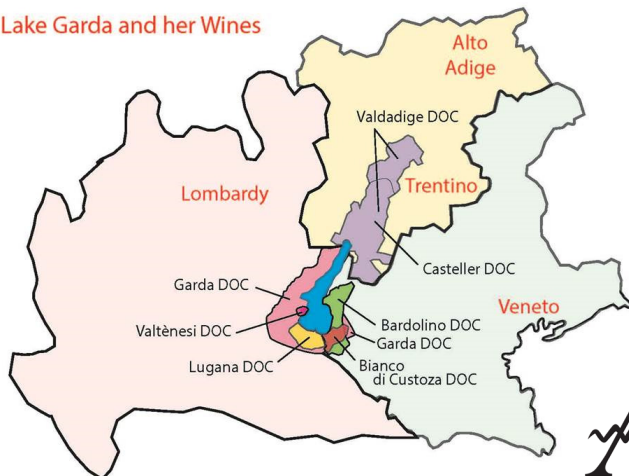 Lake Garda and her Wines
Alto
Adige
Valdadige DOC
Lombardy
Trentino
Casteller DOC
Garda DOC
Veneto
Valtènesi DOC
Bardolino DOC
Garda DOC
Lugana DOC
Bianco
di Custoza DOC